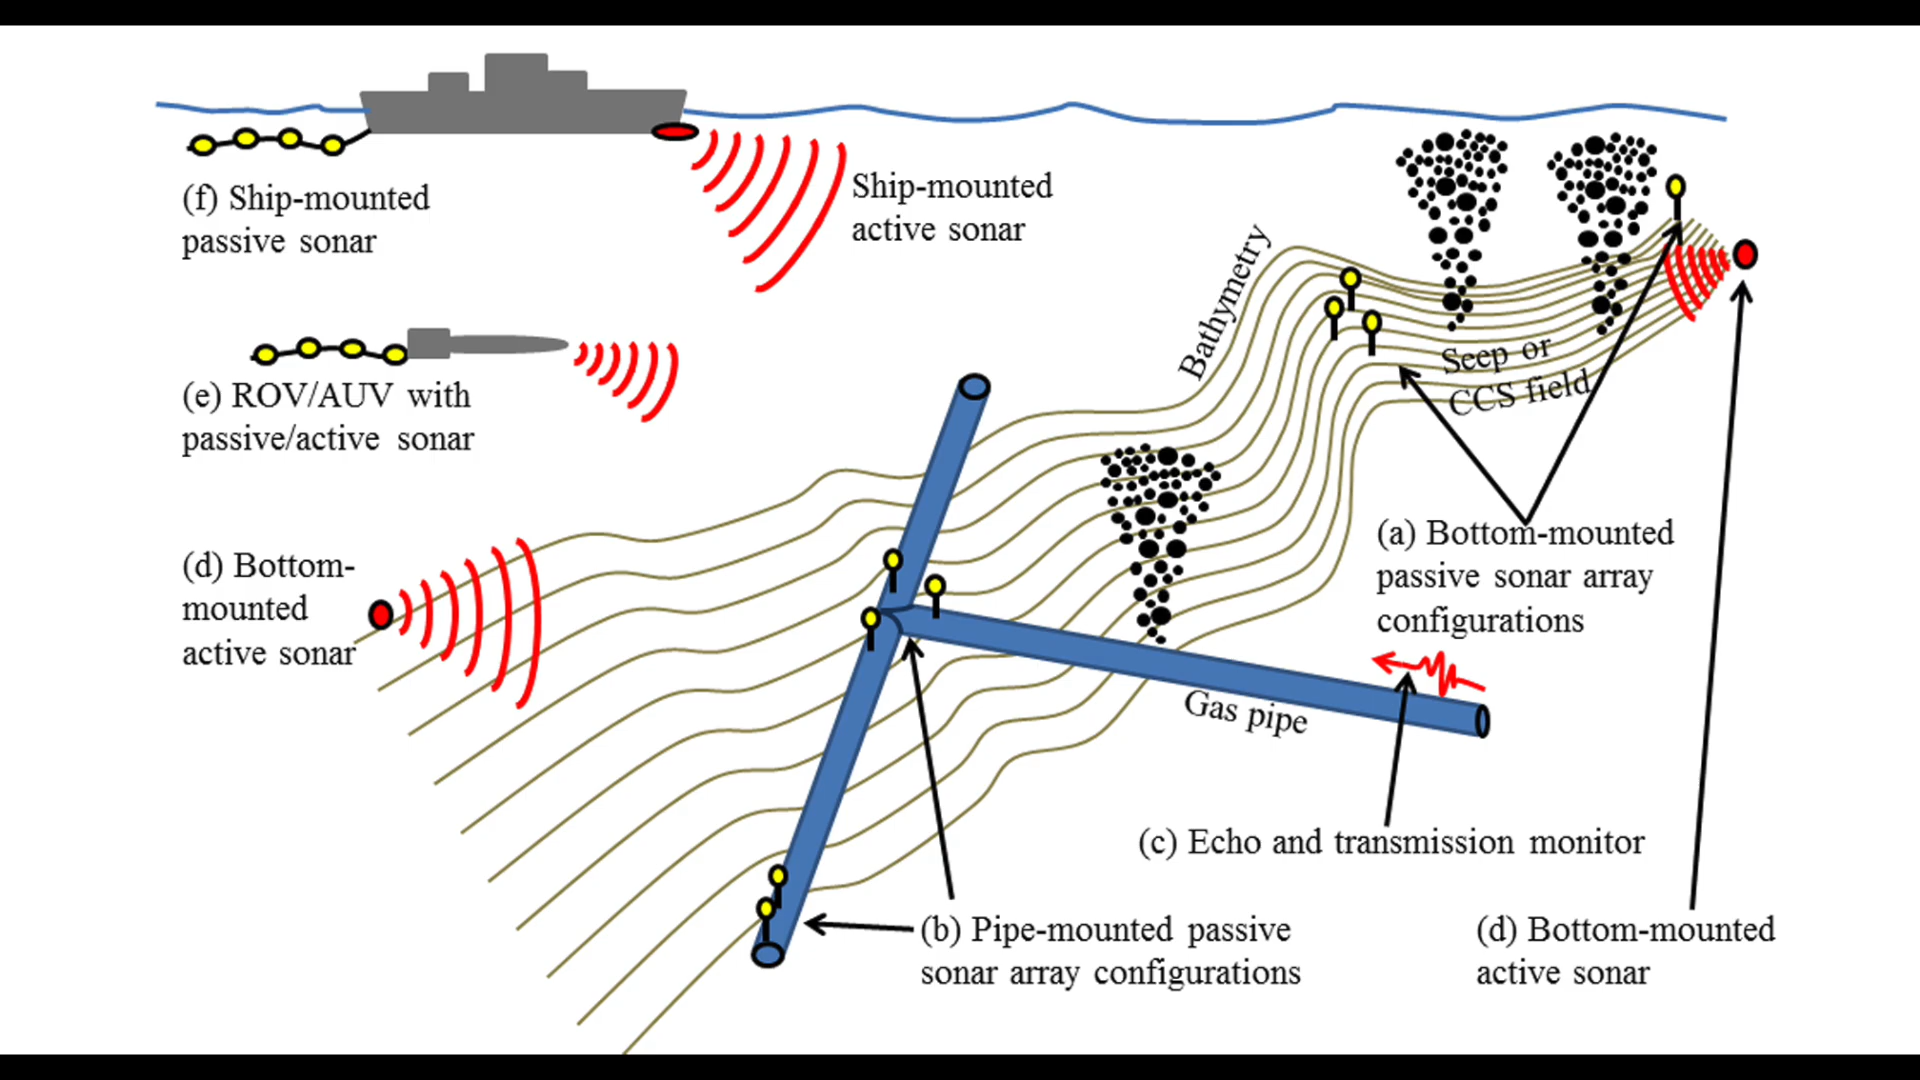 (f) Ship-mounted
passive sonar
Ship-mounted
active sonar
Bathymetry
(e) ROV/AUV with
passive/active sonar
Seep or
CCS field
(d) Bottom-
mounted
active sonar
(a) Bottom-mounted
passive sonar array
configurations
Gas pipe
(c) Echo and transmission monitor
(b) Pipe-mounted passive
sonar array configurations
(d) Bottom-mounted
active sonar